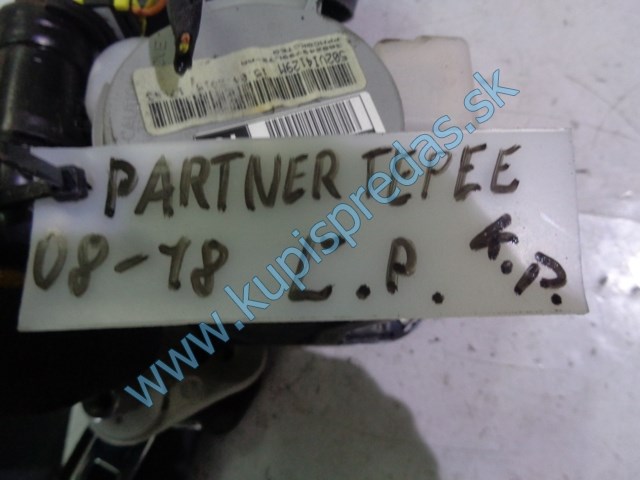 PARTNER TEPEE
08-18 L.P. K.P.
www.kupispredas.sk